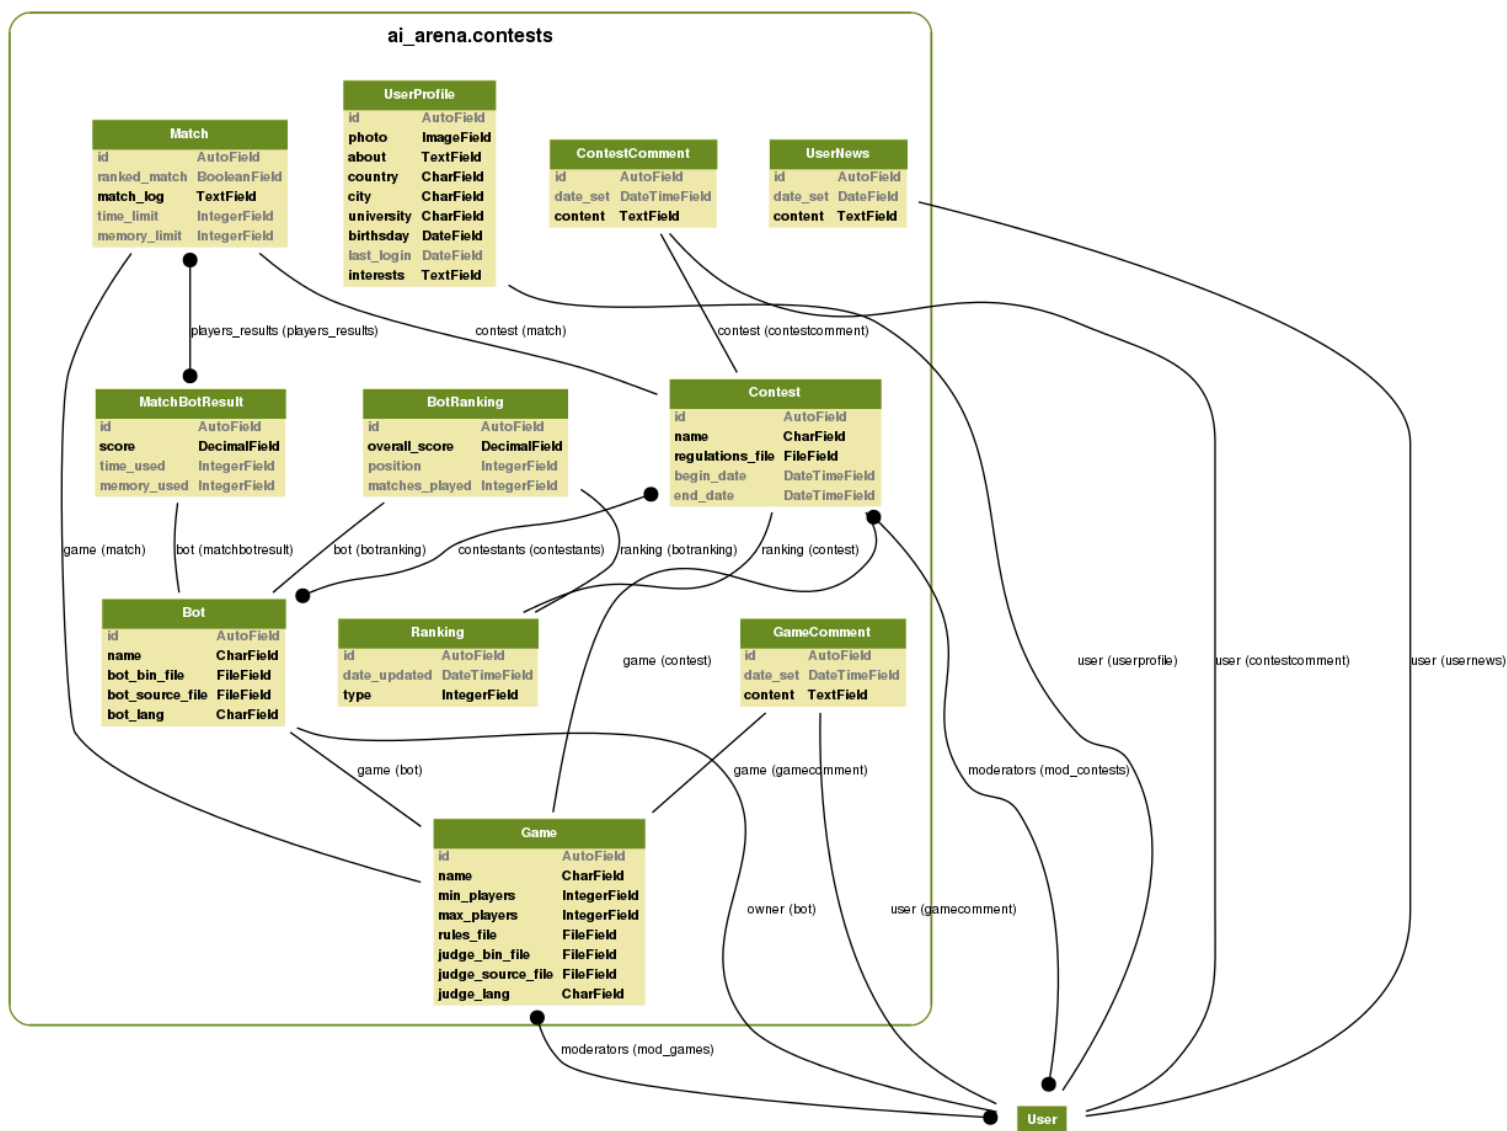 ai_arena.contests
UserProfile
id AutoField
photo ImageField
about TextField
country CharField
city CharField
university CharField
birthsday DateField
last_login DateField
interests TextField
Match
id AutoField
ranked_match BooleanField
match_log TextField
time_limit IntegerField
memory_limit IntegerField
ContestComment
id AutoField
date_set DateTimeField
content TextField
UserNews
id AutoField
date_set DateField
content TextField
players_results (players_results)
contest (match)
contest (contestcomment)
MatchBotResult
id AutoField
score DecimalField
time_used IntegerField
memory_used IntegerField
BotRanking
id AutoField
overall_score DecimalField
position IntegerField
matches_played IntegerField
Contest
id AutoField
name CharField
regulations_file FileField
begin_date DateTimeField
end_date DateTimeField
game (match)
bot (matchbotresult)
bot (botranking)
contestants (contestants)
ranking (botranking)
ranking (contest)
Bot
id AutoField
name CharField
bot_bin_file FileField
bot_source_file FileField
bot_lang CharField
Ranking
id AutoField
date_updated DateTimeField
type IntegerField
game (contest)
GameComment
id AutoField
date_set DateTimeField
content TextField
user (userprofile)
user (contestcomment)
user (usernews)
game (bot)
game (gamecomment)
moderators (mod_contests)
Game
id AutoField
name CharField
min_players IntegerField
max_players IntegerField
rules_file FileField
judge_bin_file FileField
judge_source_file FileField
judge_lang CharField
owner (bot)
user (gamecomment)
moderators (mod_games)
User